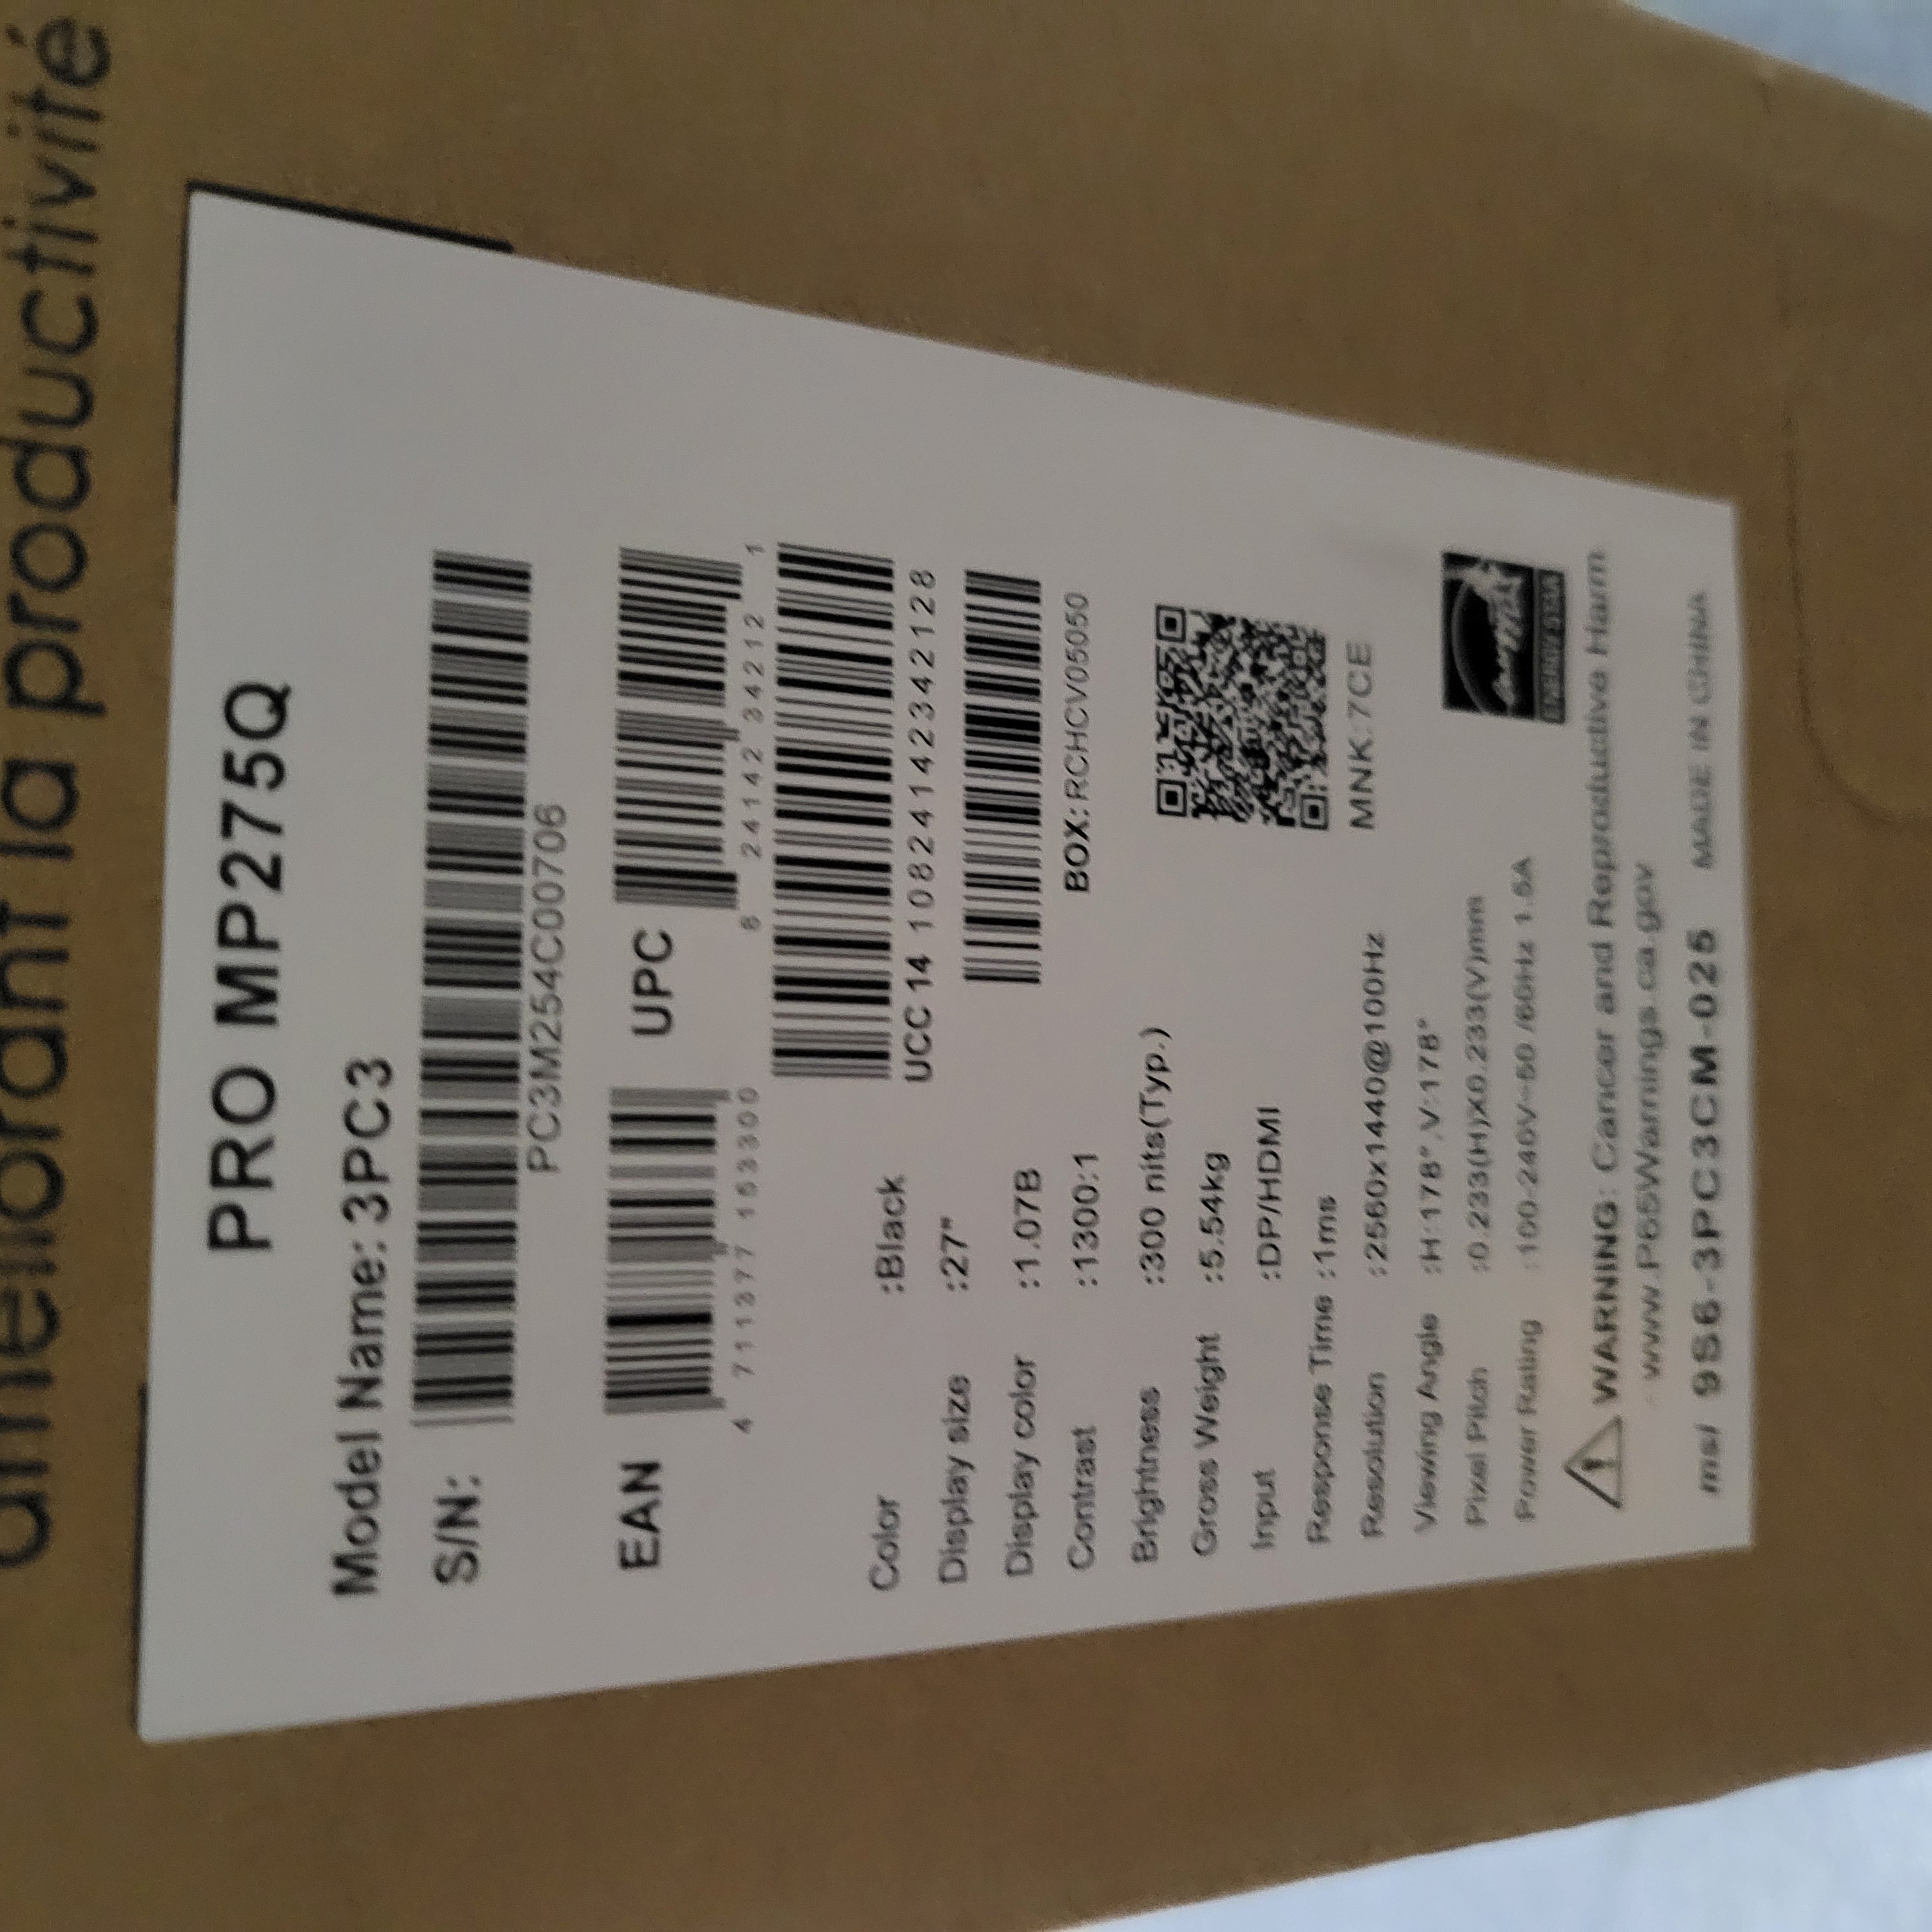 améliorant la productivité
PRO MP275Q
Model Name: 3PC3
S/N:
PC3M254C00706
EAN
4 711377 153300
UPC
8 24142 34212 1
UCC 14 10824142342128
BOX:RCHCV05050
Color :Black
Display size :27"
Display color :1.07B
Contrast :1300:1
Brightness :300 nits(Typ.)
Gross Weight :5.54kg
Input :DP/HDMI
Response Time :1ms
Resolution :2560x1440@100Hz
Viewing Angle :H:178°,V:178°
Pixel Pitch :0.233(H)X0.233(V)mm
Power Rating :100-240V~50 /60Hz 1.5A
MNK:7CE
ENERGY STAR
WARNING: Cancer and Reproductive Harm
- www.P65Warnings.ca.gov
msi 9S6-3PC3CM-025 MADE IN CHINA